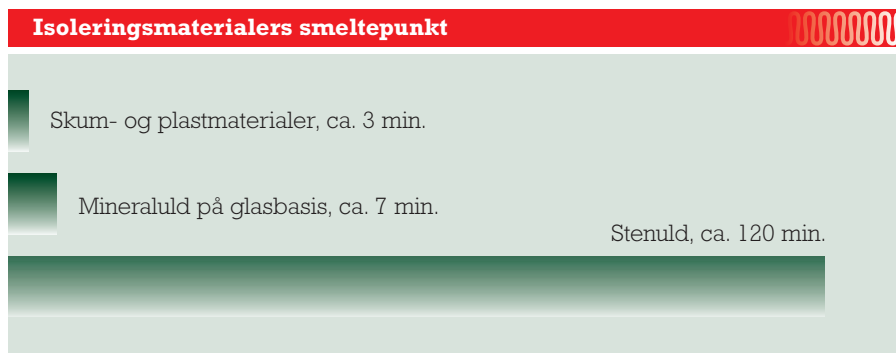 Isoleringsmaterialers smeltepunkt
Skum- og plastmaterialer, ca. 3 min.
Mineraluld på glasbasis, ca. 7 min.
Stenuld, ca. 120 min.